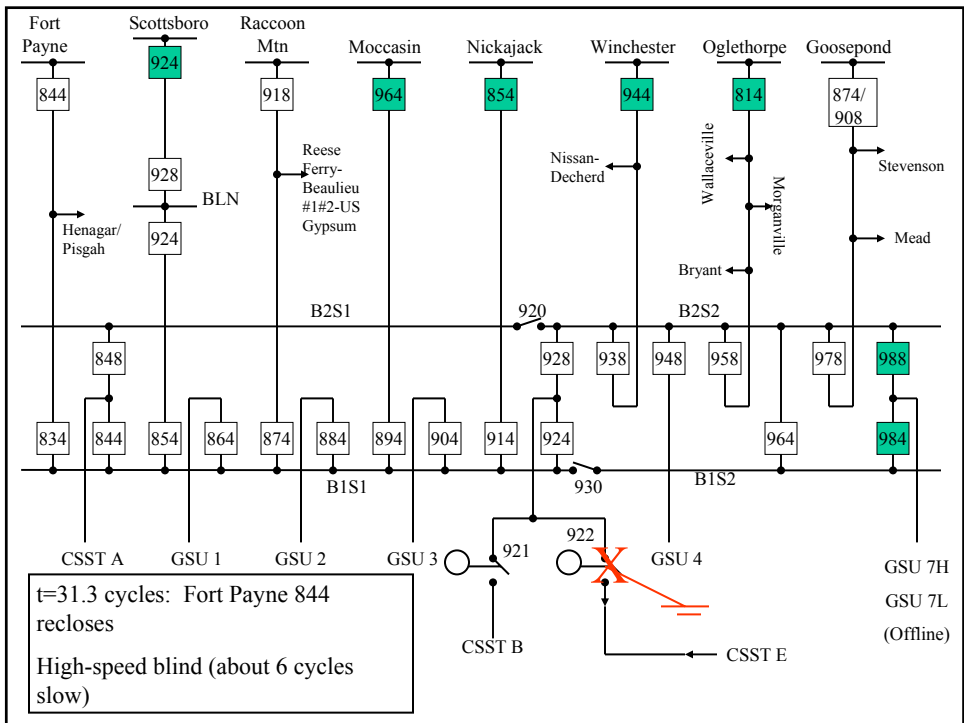 Fort
Payne
Scottsboro
Raccoon
Mtn
Moccasin
Nickajack
Winchester
Oglethorpe
Goosepond
844
924
918
964
854
944
814
874/
908
928
BLN
924
Henagar/
Pisgah
Reese
Ferry-
Beaulieu
#1#2-US
Gypsum
Nissan-
Decherd
Wallaceville
Morganville
Bryant
Stevenson
Mead
B2S1
920
B2S2
848
928
938
948
958
978
988
834
844
854
864
874
884
894
904
914
924
964
984
B1S1
930
B1S2
CSST A
GSU 1
GSU 2
GSU 3
921
922
X
GSU 4
GSU 7H
GSU 7L
(Offline)
CSST B
CSST E
t=31.3 cycles: Fort Payne 844
recloses
High-speed blind (about 6 cycles
slow)